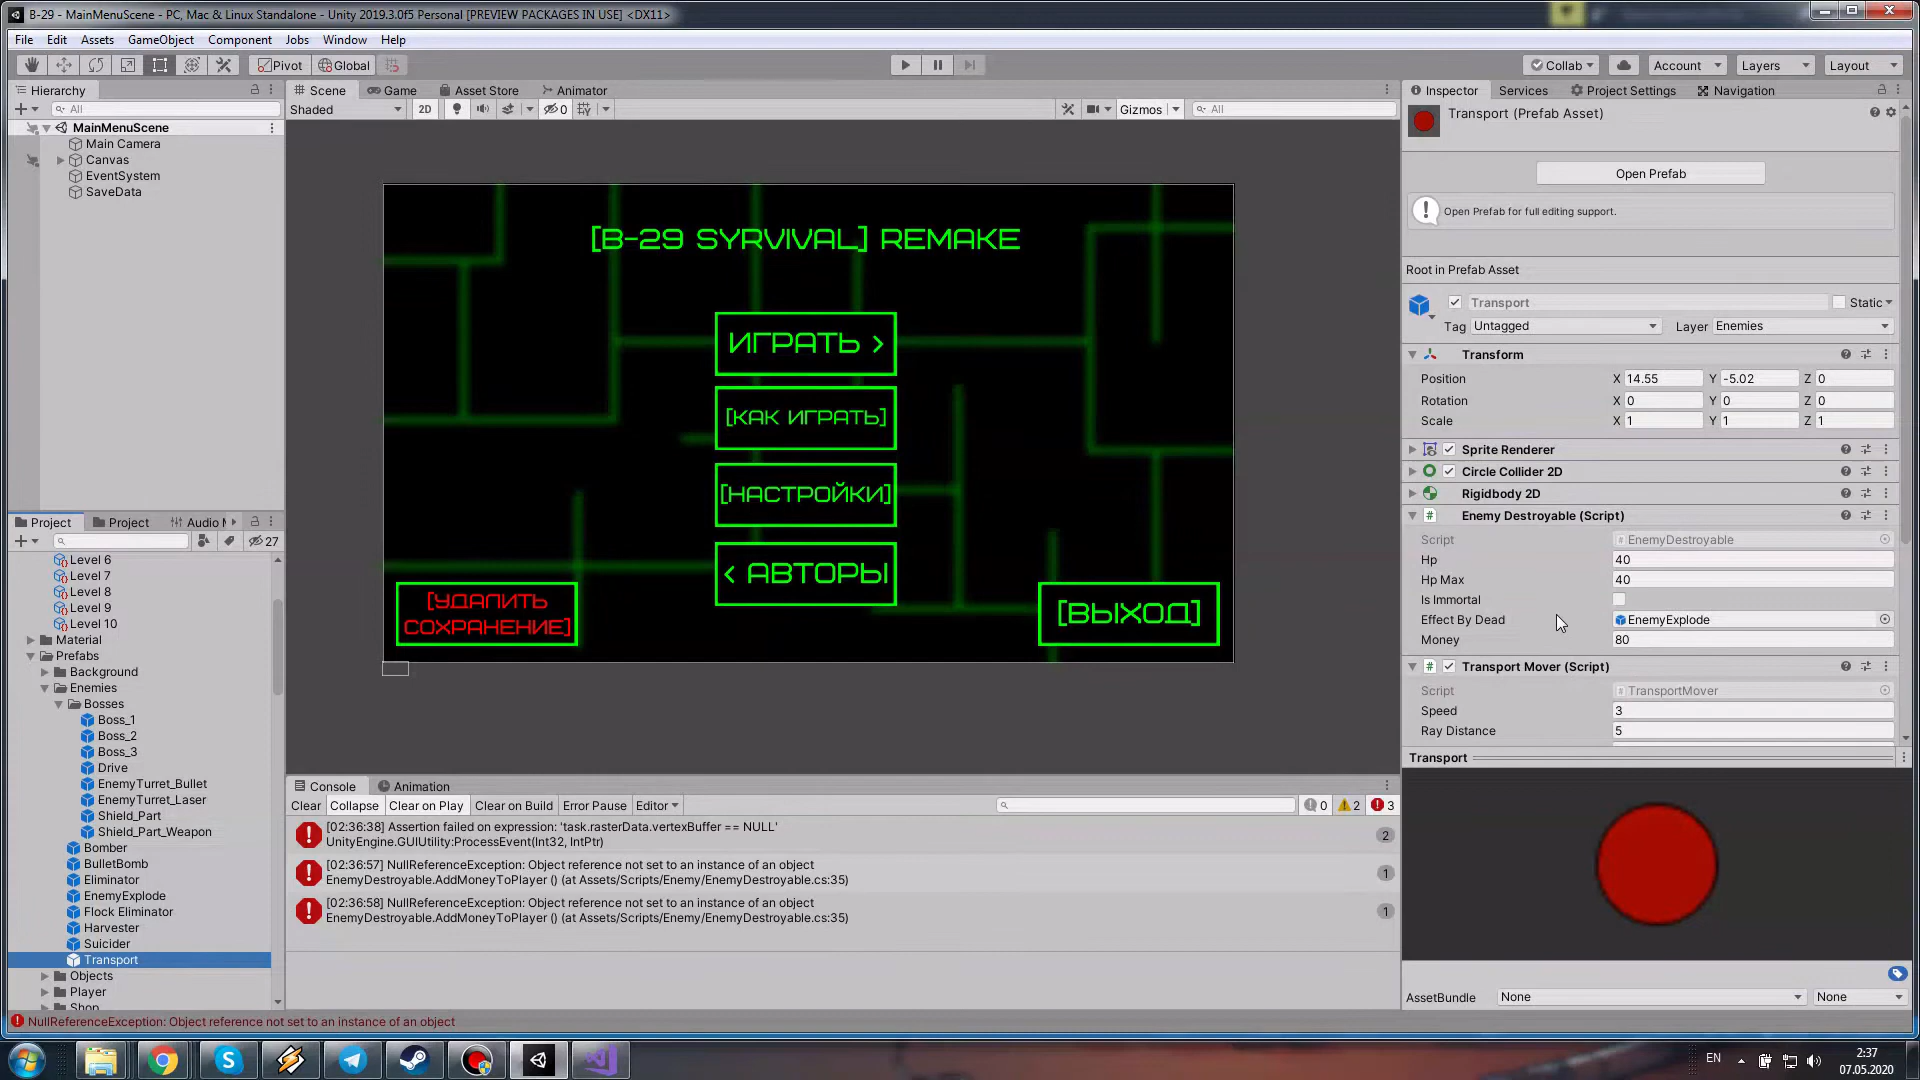 B-29 - MainMenuScene - PC, Mac & Linux Standalone - Unity 2019.3.0f5 Personal [PREVIEW PACKAGES IN USE] <DX11>
File Edit Assets GameObject Component Jobs Window Help
Pivot Global Collab Account Layers Layout
Hierarchy
All
MainMenuScene
Main Camera
Canvas
EventSystem
SaveData
Scene Game Asset Store Animator
Shaded 2D 0 Gizmos All
[B-29 SYRVIVAL] REMAKE
ИГРАТЬ >
[КАК ИГРАТЬ]
[НАСТРОЙКИ]
< АВТОРЫ
[УДАЛИТЬ
СОХРАНЕНИЕ]
[ВЫХОД]
Project Project Audio M
27
Level 6
Level 7
Level 8
Level 9
Level 10
Material
Prefabs
Background
Enemies
Bosses
Boss_1
Boss_2
Boss_3
Drive
EnemyTurret_Bullet
EnemyTurret_Laser
Shield_Part
Shield_Part_Weapon
Bomber
BulletBomb
Eliminator
EnemyExplode
Flock Eliminator
Harvester
Suicider
Transport
Objects
Player
Shop
Console Animation
Clear Collapse Clear on Play Clear on Build Error Pause Editor 0 2 3
[02:36:38] Assertion failed on expression: 'task.rasterData.vertexBuffer == NULL'
UnityEngine.GUIUtility:ProcessEvent(Int32, IntPtr)
2
[02:36:57] NullReferenceException: Object reference not set to an instance of an object
EnemyDestroyable.AddMoneyToPlayer () (at Assets/Scripts/Enemy/EnemyDestroyable.cs:35)
1
[02:36:58] NullReferenceException: Object reference not set to an instance of an object
EnemyDestroyable.AddMoneyToPlayer () (at Assets/Scripts/Enemy/EnemyDestroyable.cs:35)
1
Inspector Services Project Settings Navigation
Transport (Prefab Asset)
Open Prefab
Open Prefab for full editing support.
Root in Prefab Asset
Transport Static
Tag Untagged Layer Enemies
Transform
Position X 14.55 Y -5.02 Z 0
Rotation X 0 Y 0 Z 0
Scale X 1 Y 1 Z 1
Sprite Renderer
Circle Collider 2D
Rigidbody 2D
Enemy Destroyable (Script)
Script EnemyDestroyable
Hp 40
Hp Max 40
Is Immortal
Effect By Dead EnemyExplode
Money 80
Transport Mover (Script)
Script TransportMover
Speed 3
Ray Distance 5
Transport
AssetBundle None None
NullReferenceException: Object reference not set to an instance of an object
EN
2:37
07.05.2020